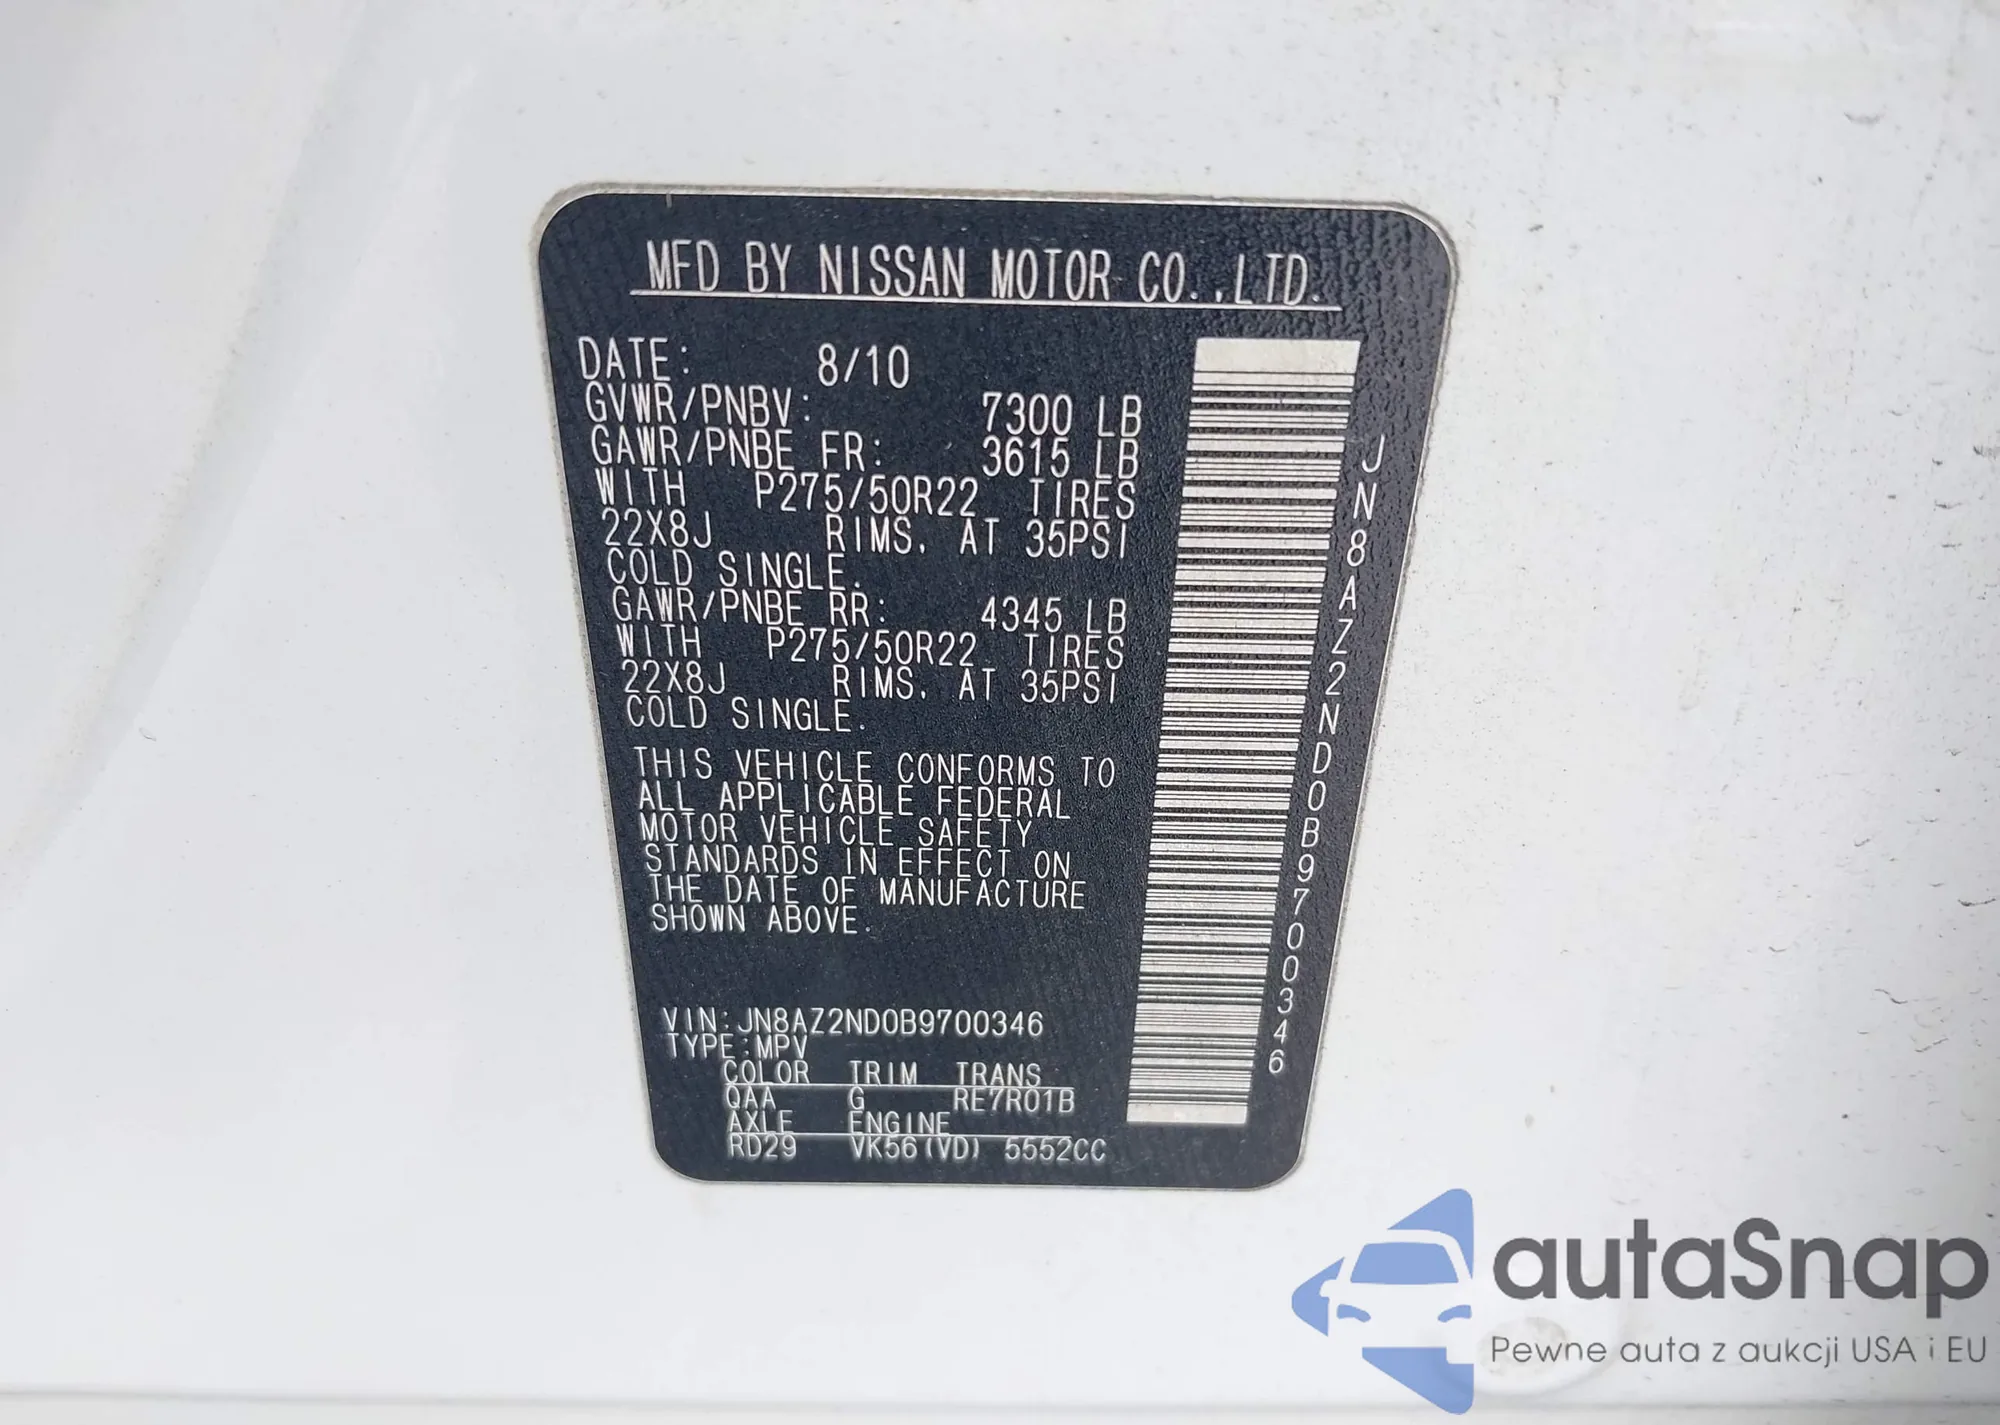 MFD BY NISSAN MOTOR CO.,LTD.
DATE: 8/10
GVWR/PNBV: 7300 LB
GAWR/PNBE FR: 3615 LB
WITH P275/50R22 TIRES
22X8J RIMS. AT 35PSI
COLD SINGLE.
GAWR/PNBE RR: 4345 LB
WITH P275/50R22 TIRES
22X8J RIMS. AT 35PSI
COLD SINGLE.
THIS VEHICLE CONFORMS TO
ALL APPLICABLE FEDERAL
MOTOR VEHICLE SAFETY
STANDARDS IN EFFECT ON
THE DATE OF MANUFACTURE
SHOWN ABOVE.
VIN:JN8AZ2ND0B9700346
TYPE:MPV
COLOR TRIM TRANS
QAA G RE7R01B
AXLE ENGINE
RD29 VK56(VD) 5552CC
JN8AZ2ND0B9700346
autaSnap
Pewne auta z aukcji USA i EU